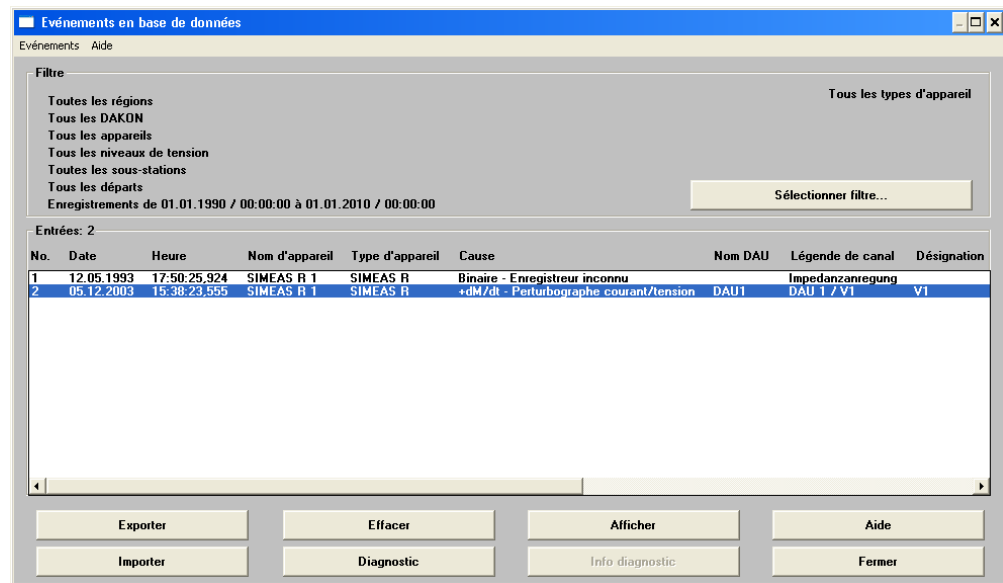 Evénements en base de données
Evénements Aide
Filtre
Toutes les régions
Tous les types d'appareil
Tous les DAKON
Tous les appareils
Tous les niveaux de tension
Toutes les sous-stations
Tous les départs
Enregistrements de 01.01.1990 / 00:00:00 à 01.01.2010 / 00:00:00
Sélectionner filtre...
Entrées: 2
No. Date Heure Nom d'appareil Type d'appareil Cause Nom DAU Légende de canal Désignation
1 12.05.1993 17:50:25,924 SIMEAS R 1 SIMEAS R Binaire - Enregistreur inconnu Impedanzanregung
2 05.12.2003 15:38:23,555 SIMEAS R 1 SIMEAS R +dM/dt - Perturbographe courant/tension DAU1 DAU 1 / V1 V1
Exporter Effacer Afficher Aide
Importer Diagnostic Info diagnostic Fermer